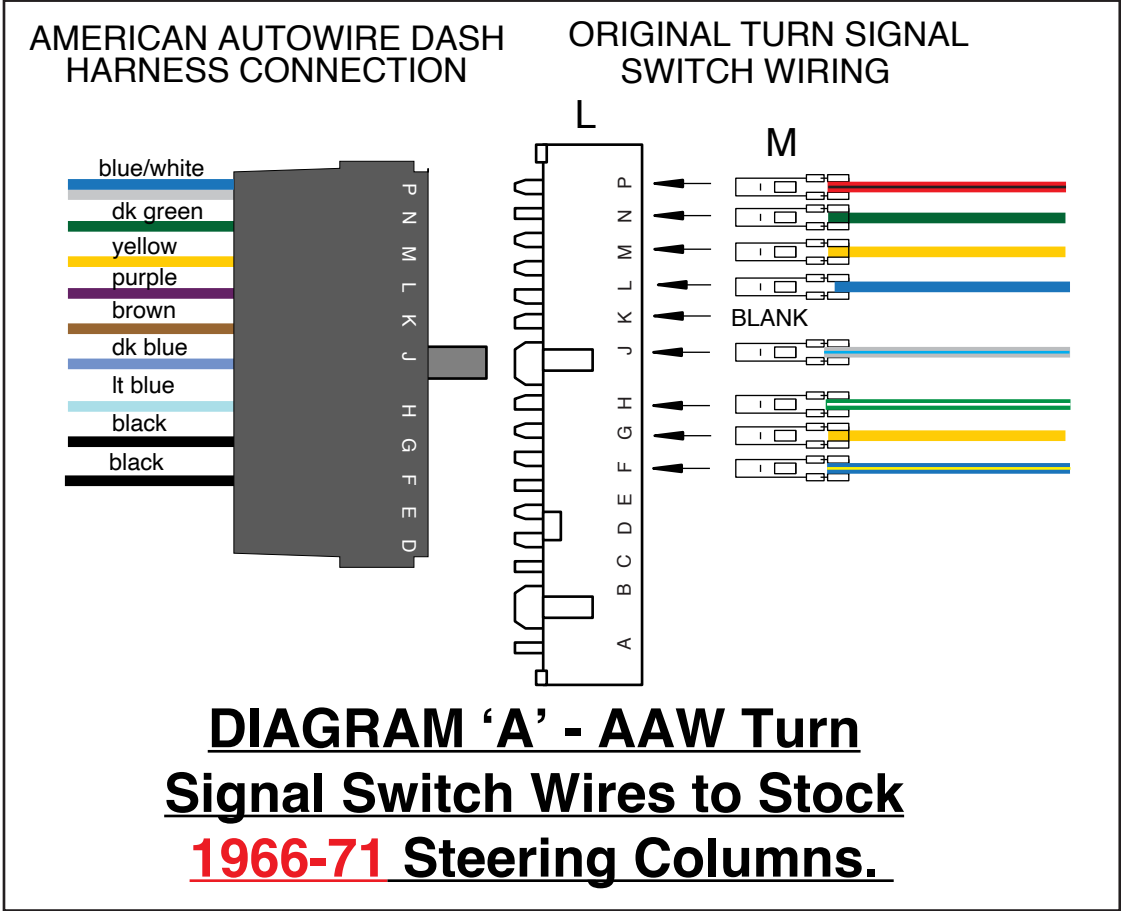 AMERICAN AUTOWIRE DASH
HARNESS CONNECTION
ORIGINAL TURN SIGNAL
SWITCH WIRING
L
M
blue/white
dk green
yellow
purple
brown
dk blue
lt blue
black
black
P
N
M
L
K
J
H
G
F
E
D
P
N
M
L
K
J
H
G
F
E
D
C
B
A
BLANK
DIAGRAM ‘A’ - AAW Turn
Signal Switch Wires to Stock
1966-71 Steering Columns.